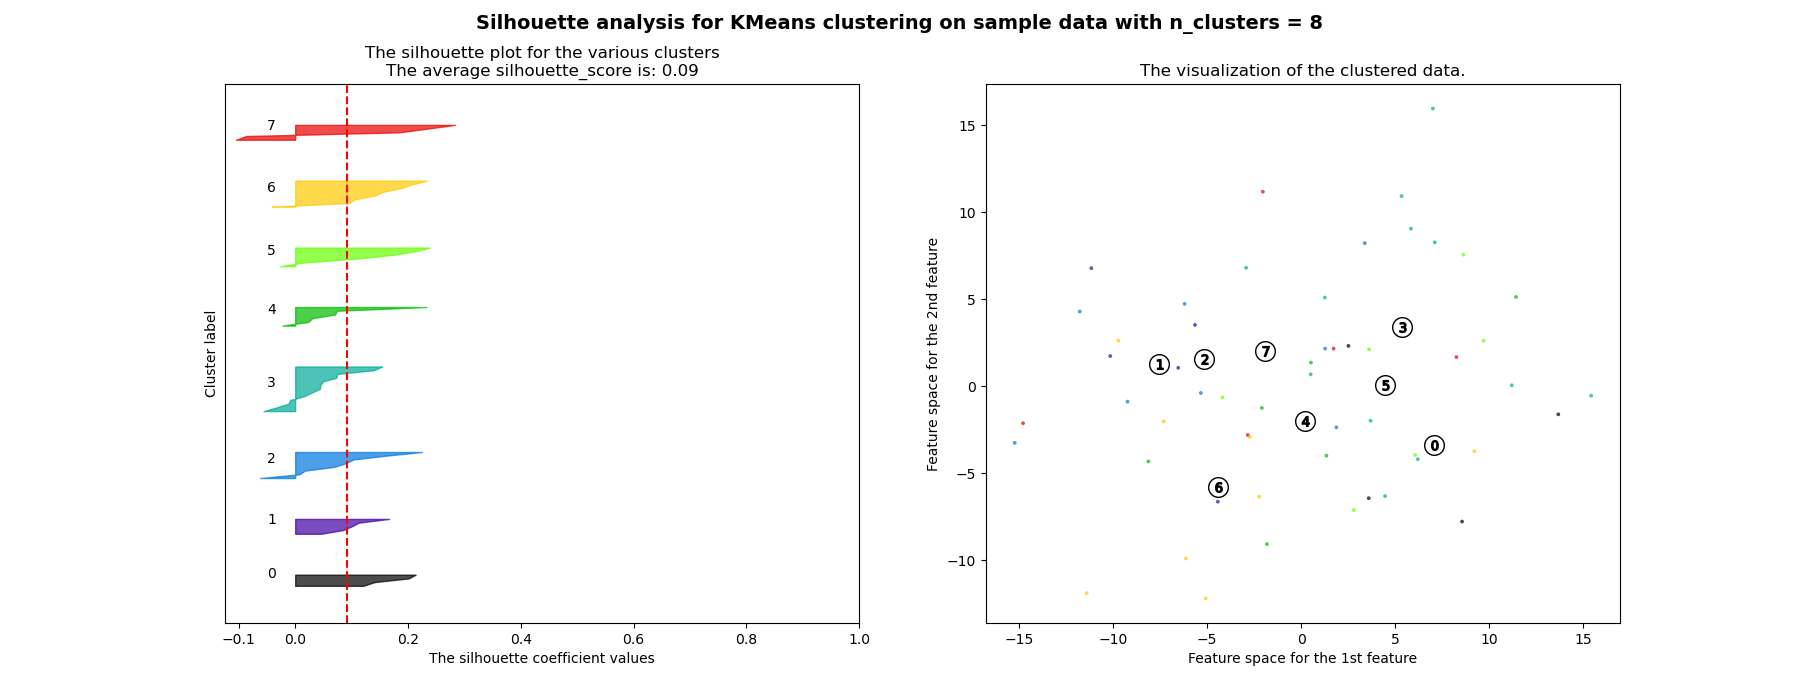 Silhouette analysis for KMeans clustering on sample data with n_clusters = 8
The silhouette plot for the various clusters
The average silhouette_score is: 0.09
7
6
5
4
3
2
1
0
Cluster label
−0.1 0.0 0.2 0.4 0.6 0.8 1.0
The silhouette coefficient values
The visualization of the clustered data.
15
10
5
0
−5
−10
Feature space for the 2nd feature
3
7
2
1
5
4
0
6
−15 −10 −5 0 5 10 15
Feature space for the 1st feature